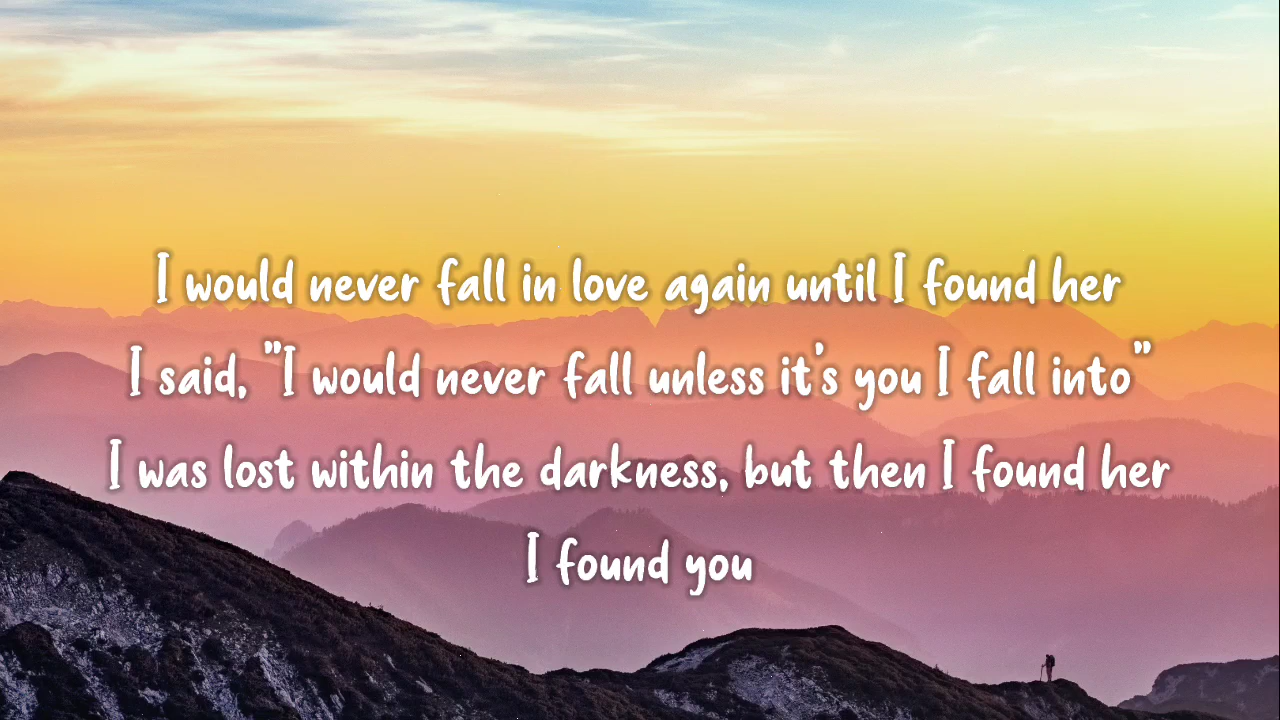 I would never fall in love again until I found her
I said, "I would never fall unless it's you I fall into"
I was lost within the darkness, but then I found her
I found you